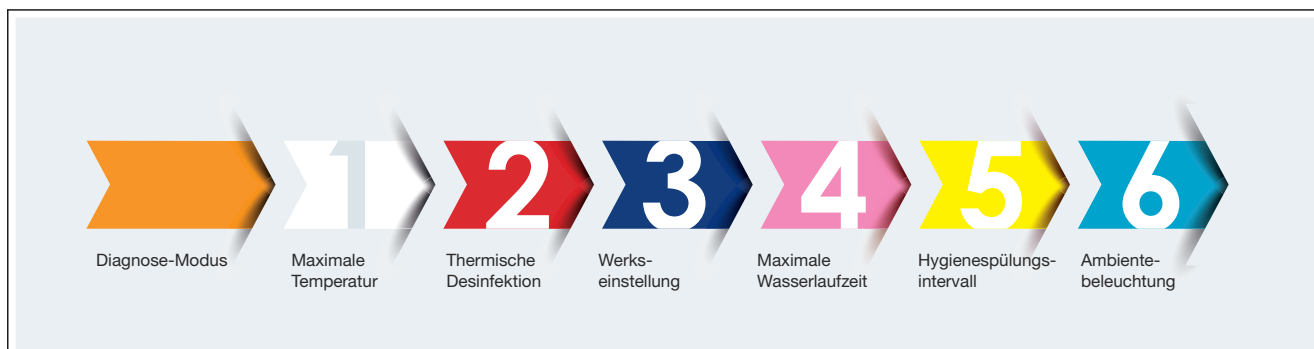 1
2
3
4
5
6
Diagnose-Modus
Maximale
Temperatur
Thermische
Desinfektion
Werks-
einstellung
Maximale
Wasserlaufzeit
Hygienespülungs-
intervall
Ambiente-
beleuchtung